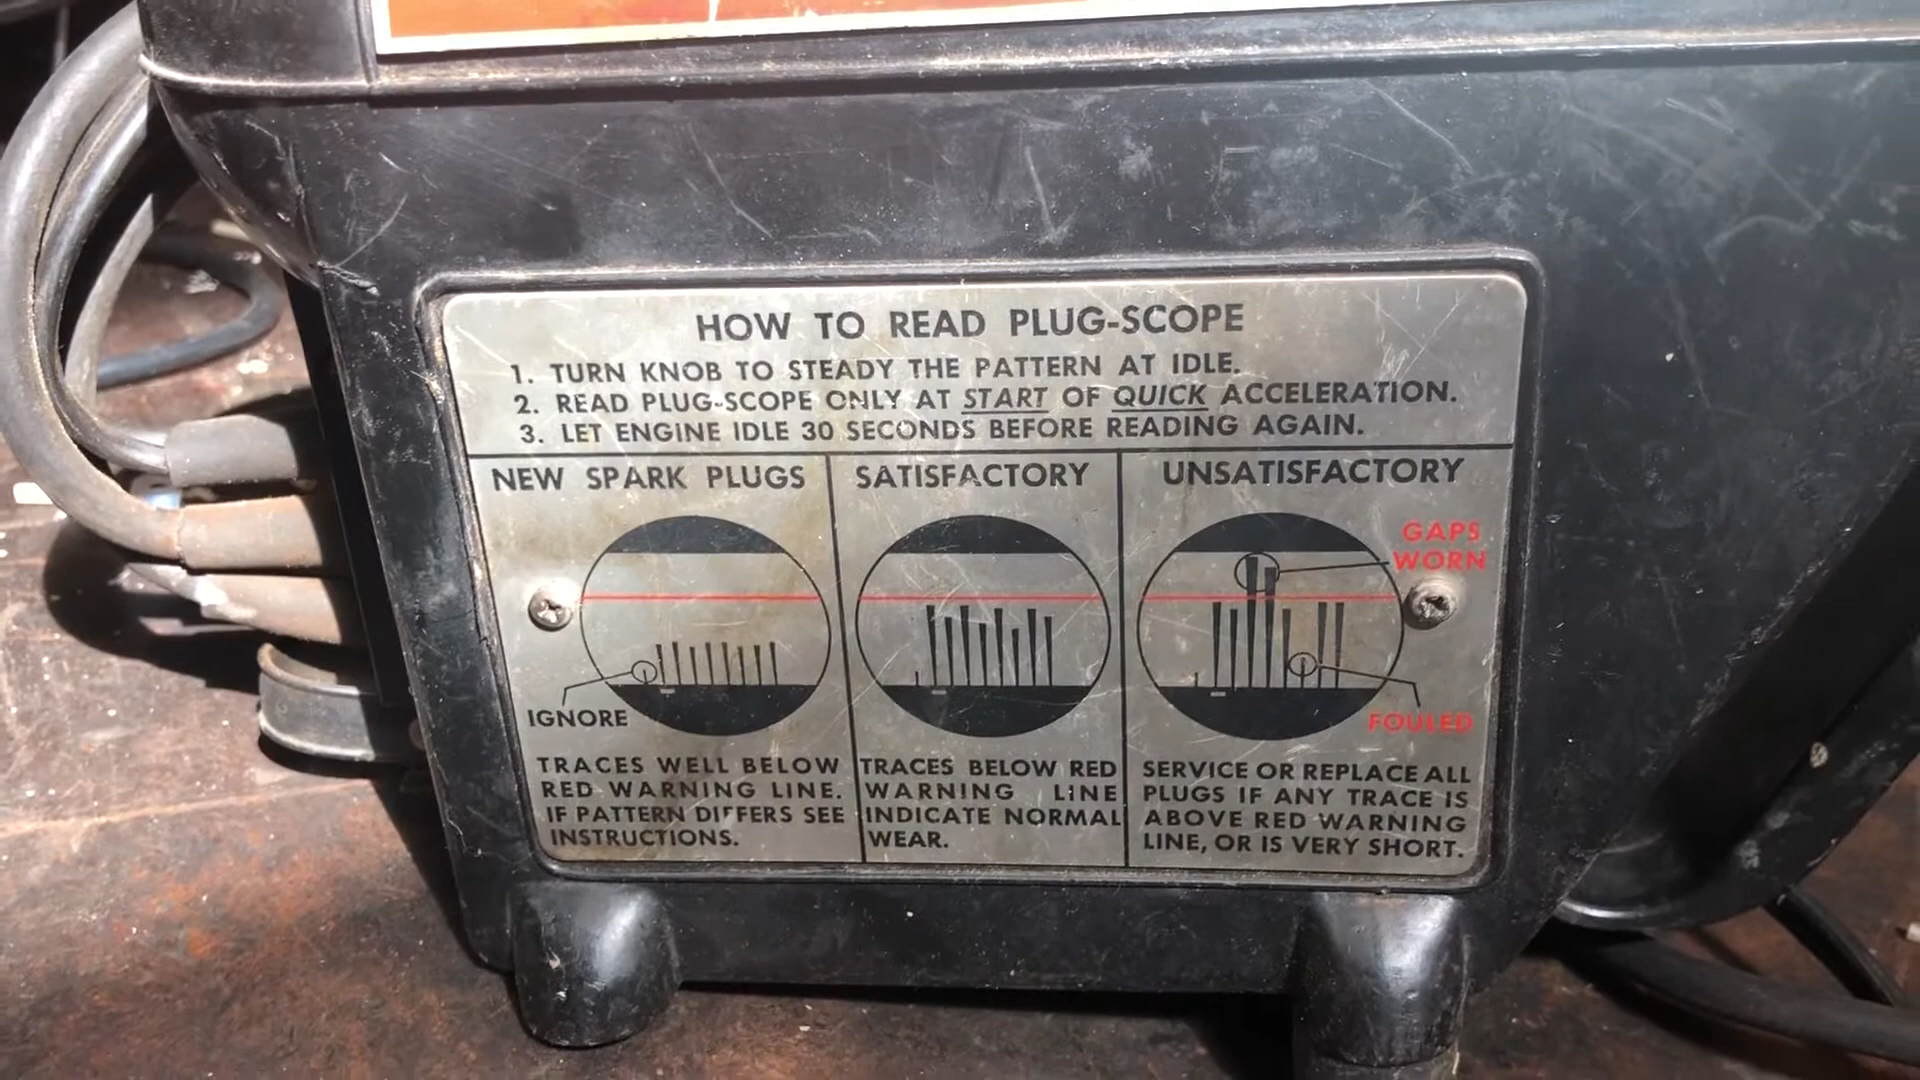 HOW TO READ PLUG-SCOPE
1. TURN KNOB TO STEADY THE PATTERN AT IDLE.
2. READ PLUG-SCOPE ONLY AT START OF QUICK ACCELERATION.
3. LET ENGINE IDLE 30 SECONDS BEFORE READING AGAIN.
NEW SPARK PLUGS
IGNORE
TRACES WELL BELOW
RED WARNING LINE.
IF PATTERN DIFFERS SEE
INSTRUCTIONS.
SATISFACTORY
TRACES BELOW RED
WARNING LINE
INDICATE NORMAL
WEAR.
UNSATISFACTORY
GAPS
WORN
FOULED
SERVICE OR REPLACE ALL
PLUGS IF ANY TRACE IS
ABOVE RED WARNING
LINE, OR IS VERY SHORT.